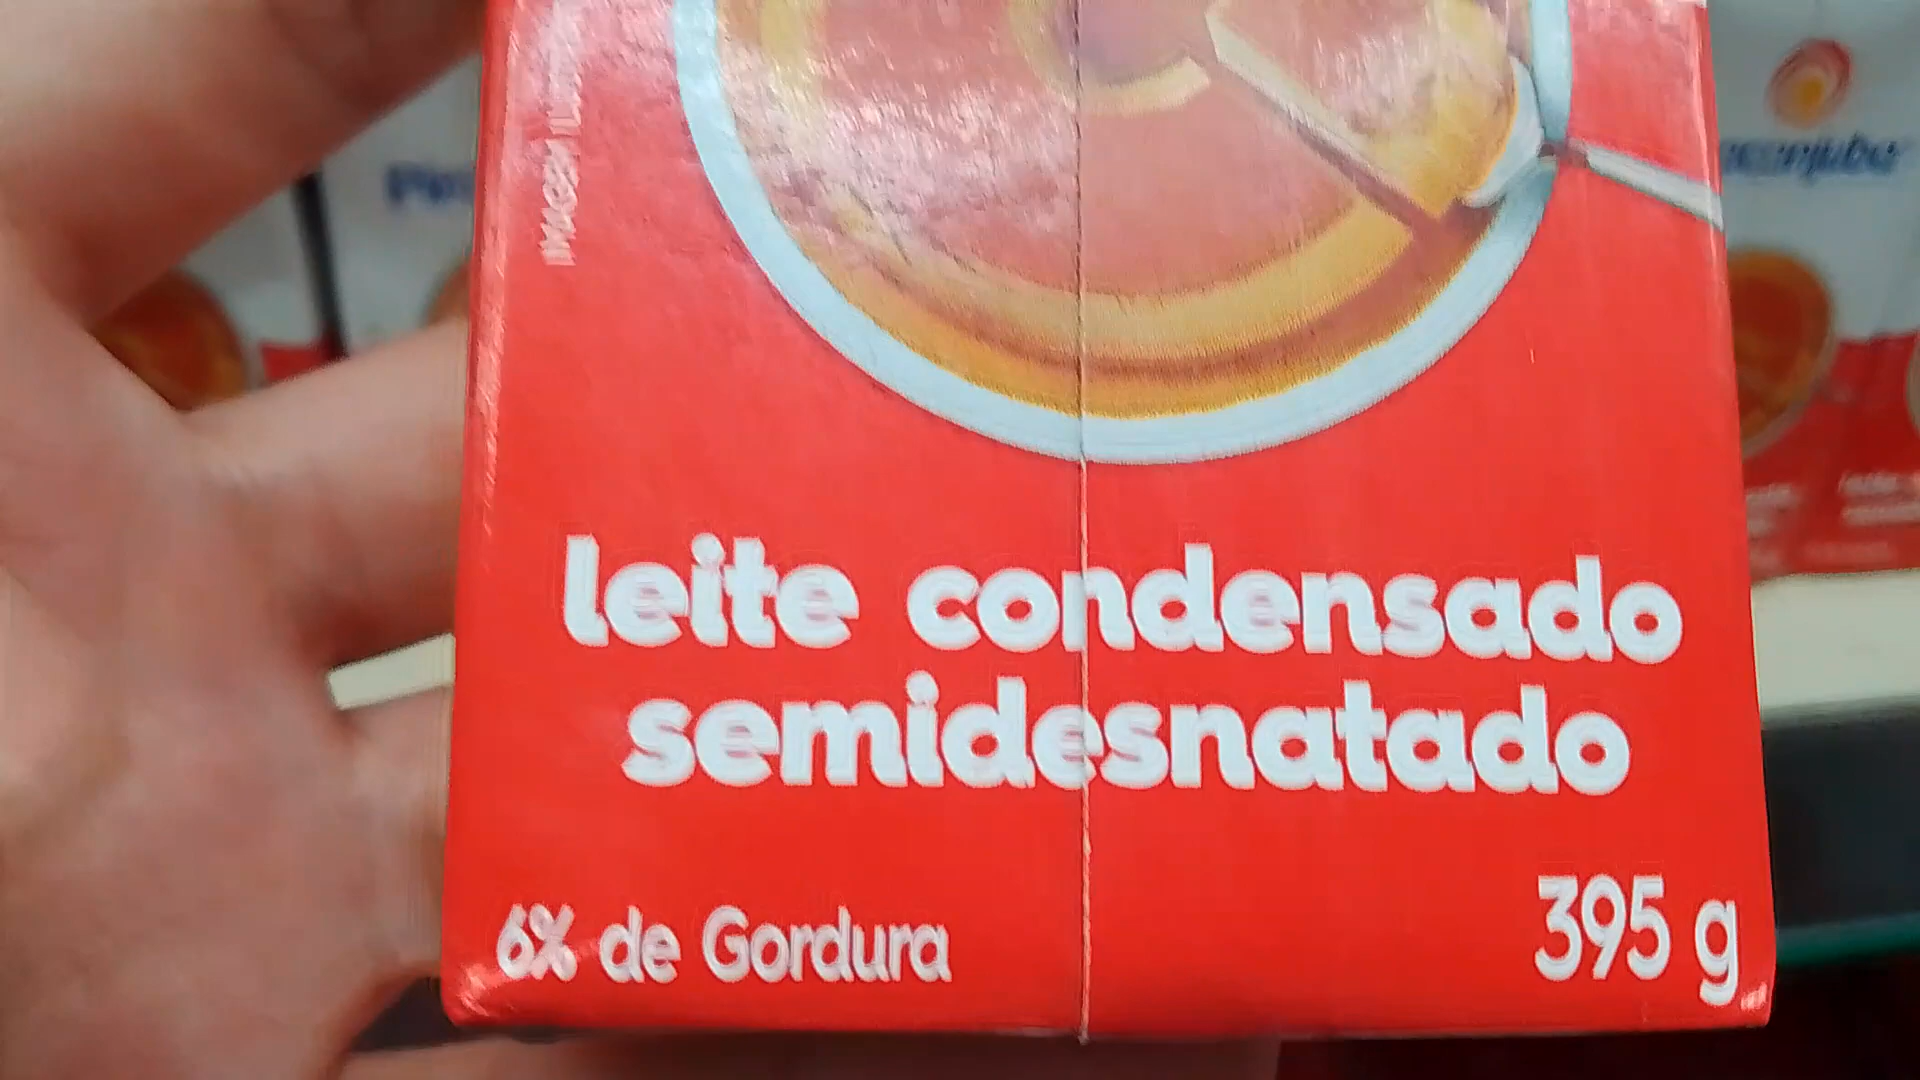 leite condensado
semidesnatado
6% de Gordura
395 g